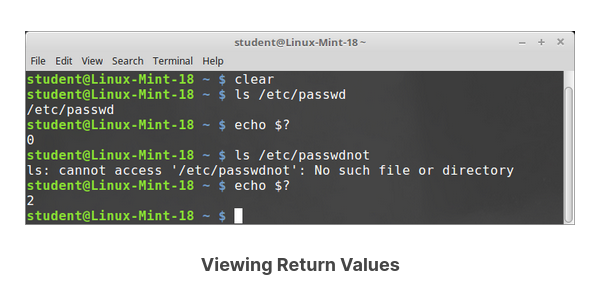 student@Linux-Mint-18 ~
File Edit View Search Terminal Help
student@Linux-Mint-18 ~ $ clear
student@Linux-Mint-18 ~ $ ls /etc/passwd
/etc/passwd
student@Linux-Mint-18 ~ $ echo $?
0
student@Linux-Mint-18 ~ $ ls /etc/passwdnot
ls: cannot access '/etc/passwdnot': No such file or directory
student@Linux-Mint-18 ~ $ echo $?
2
student@Linux-Mint-18 ~ $
Viewing Return Values